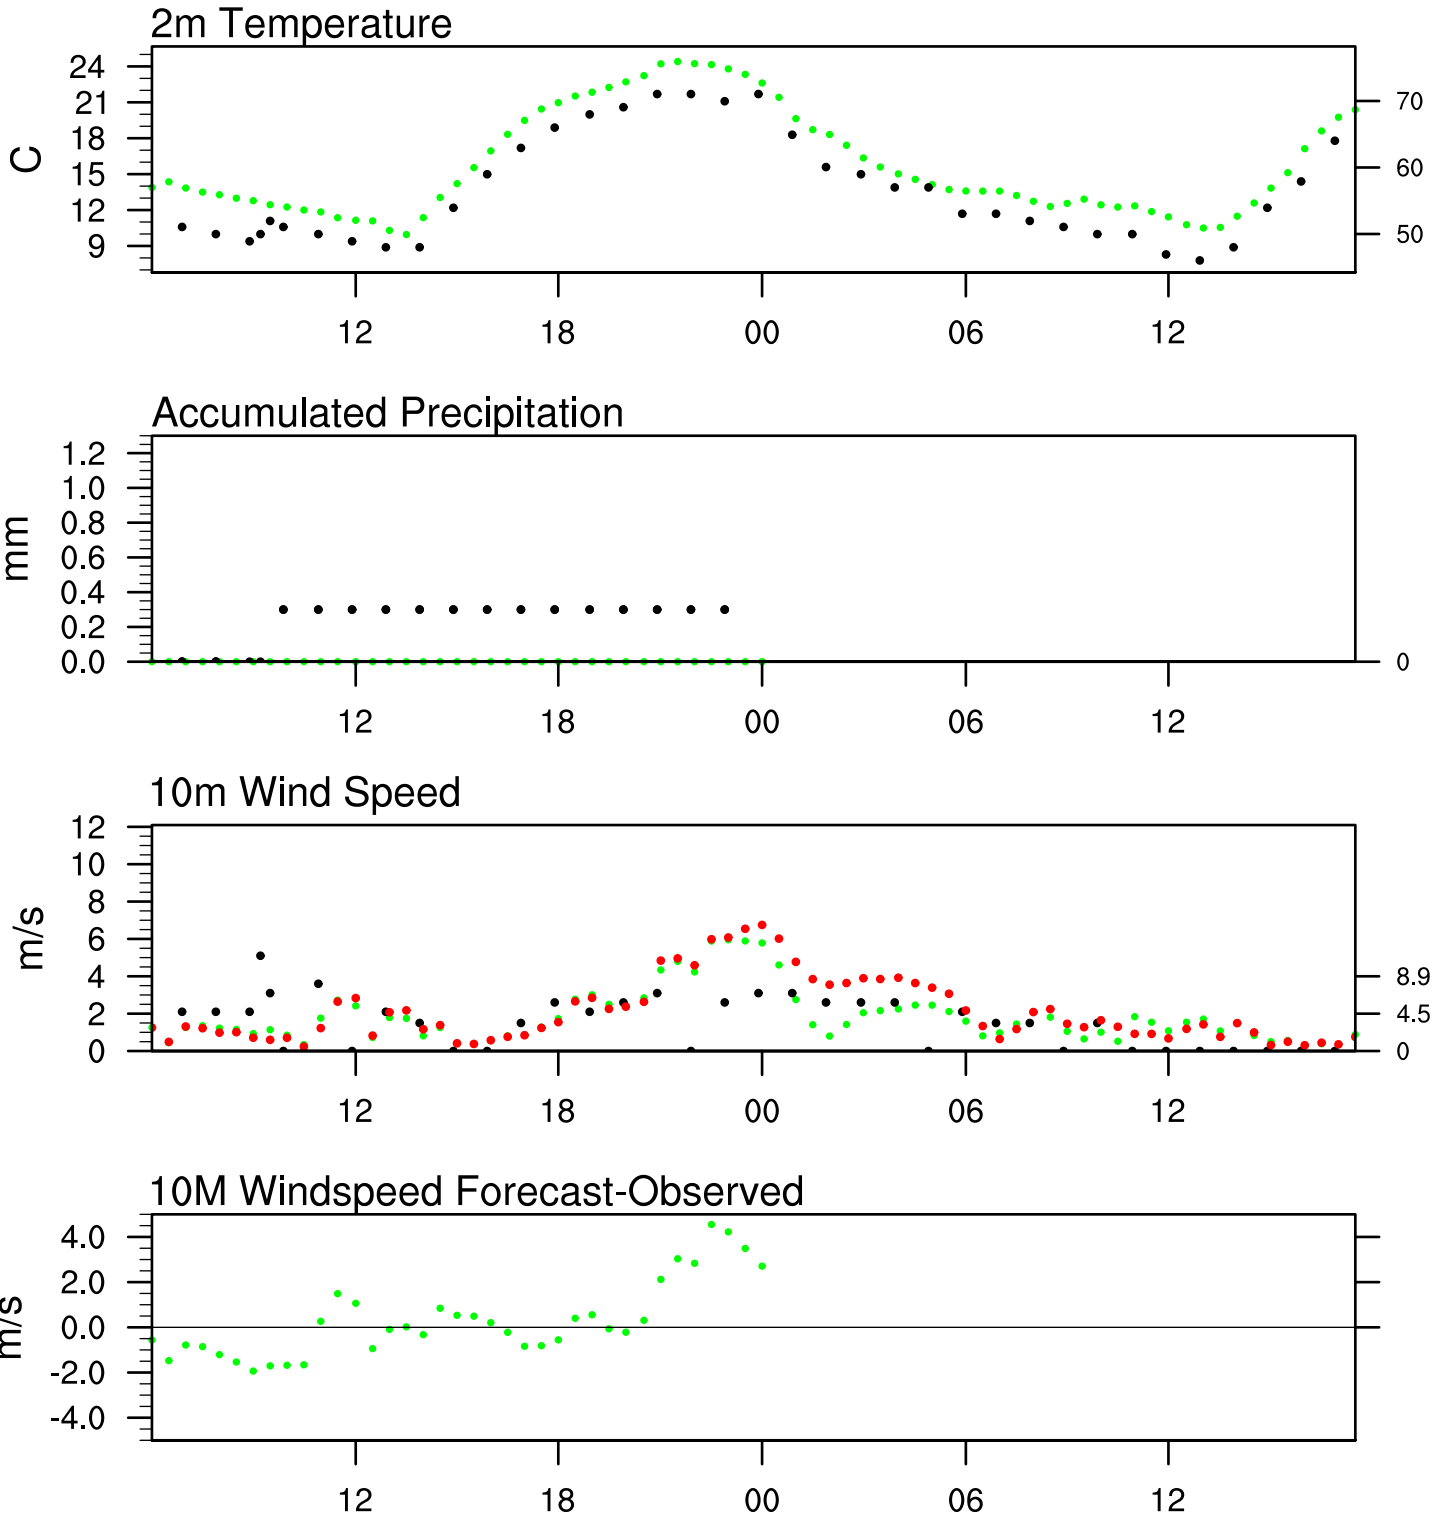 2m Temperature
24
21
18
15
12
9
C
70
60
50
12 18 00 06 12
Accumulated Precipitation
1.2
1.0
0.8
0.6
0.4
0.2
0.0
mm
0
12 18 00 06 12
10m Wind Speed
12
10
8
6
4
2
0
m/s
8.9
4.5
0
12 18 00 06 12
10M Windspeed Forecast-Observed
4.0
2.0
0.0
-2.0
-4.0
m/s
12 18 00 06 12